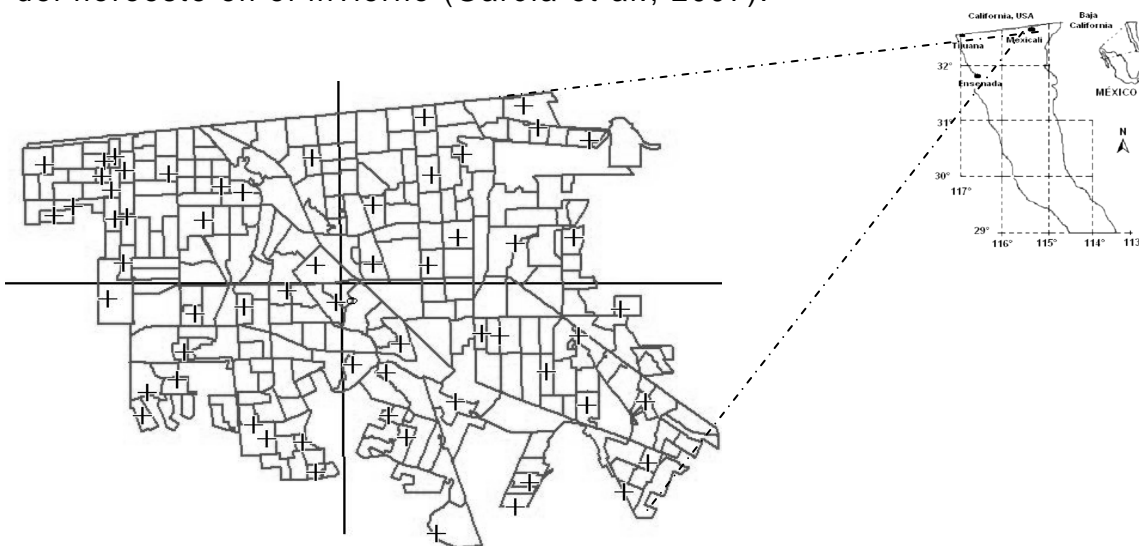 del noroeste en el invierno (García et al., 2007).
California, USA
Baja
California
Tijuana
Mexicali
32°
Ensenada
MÉXICO
31°
N
30°
117°
29°
116°
115°
114°
113